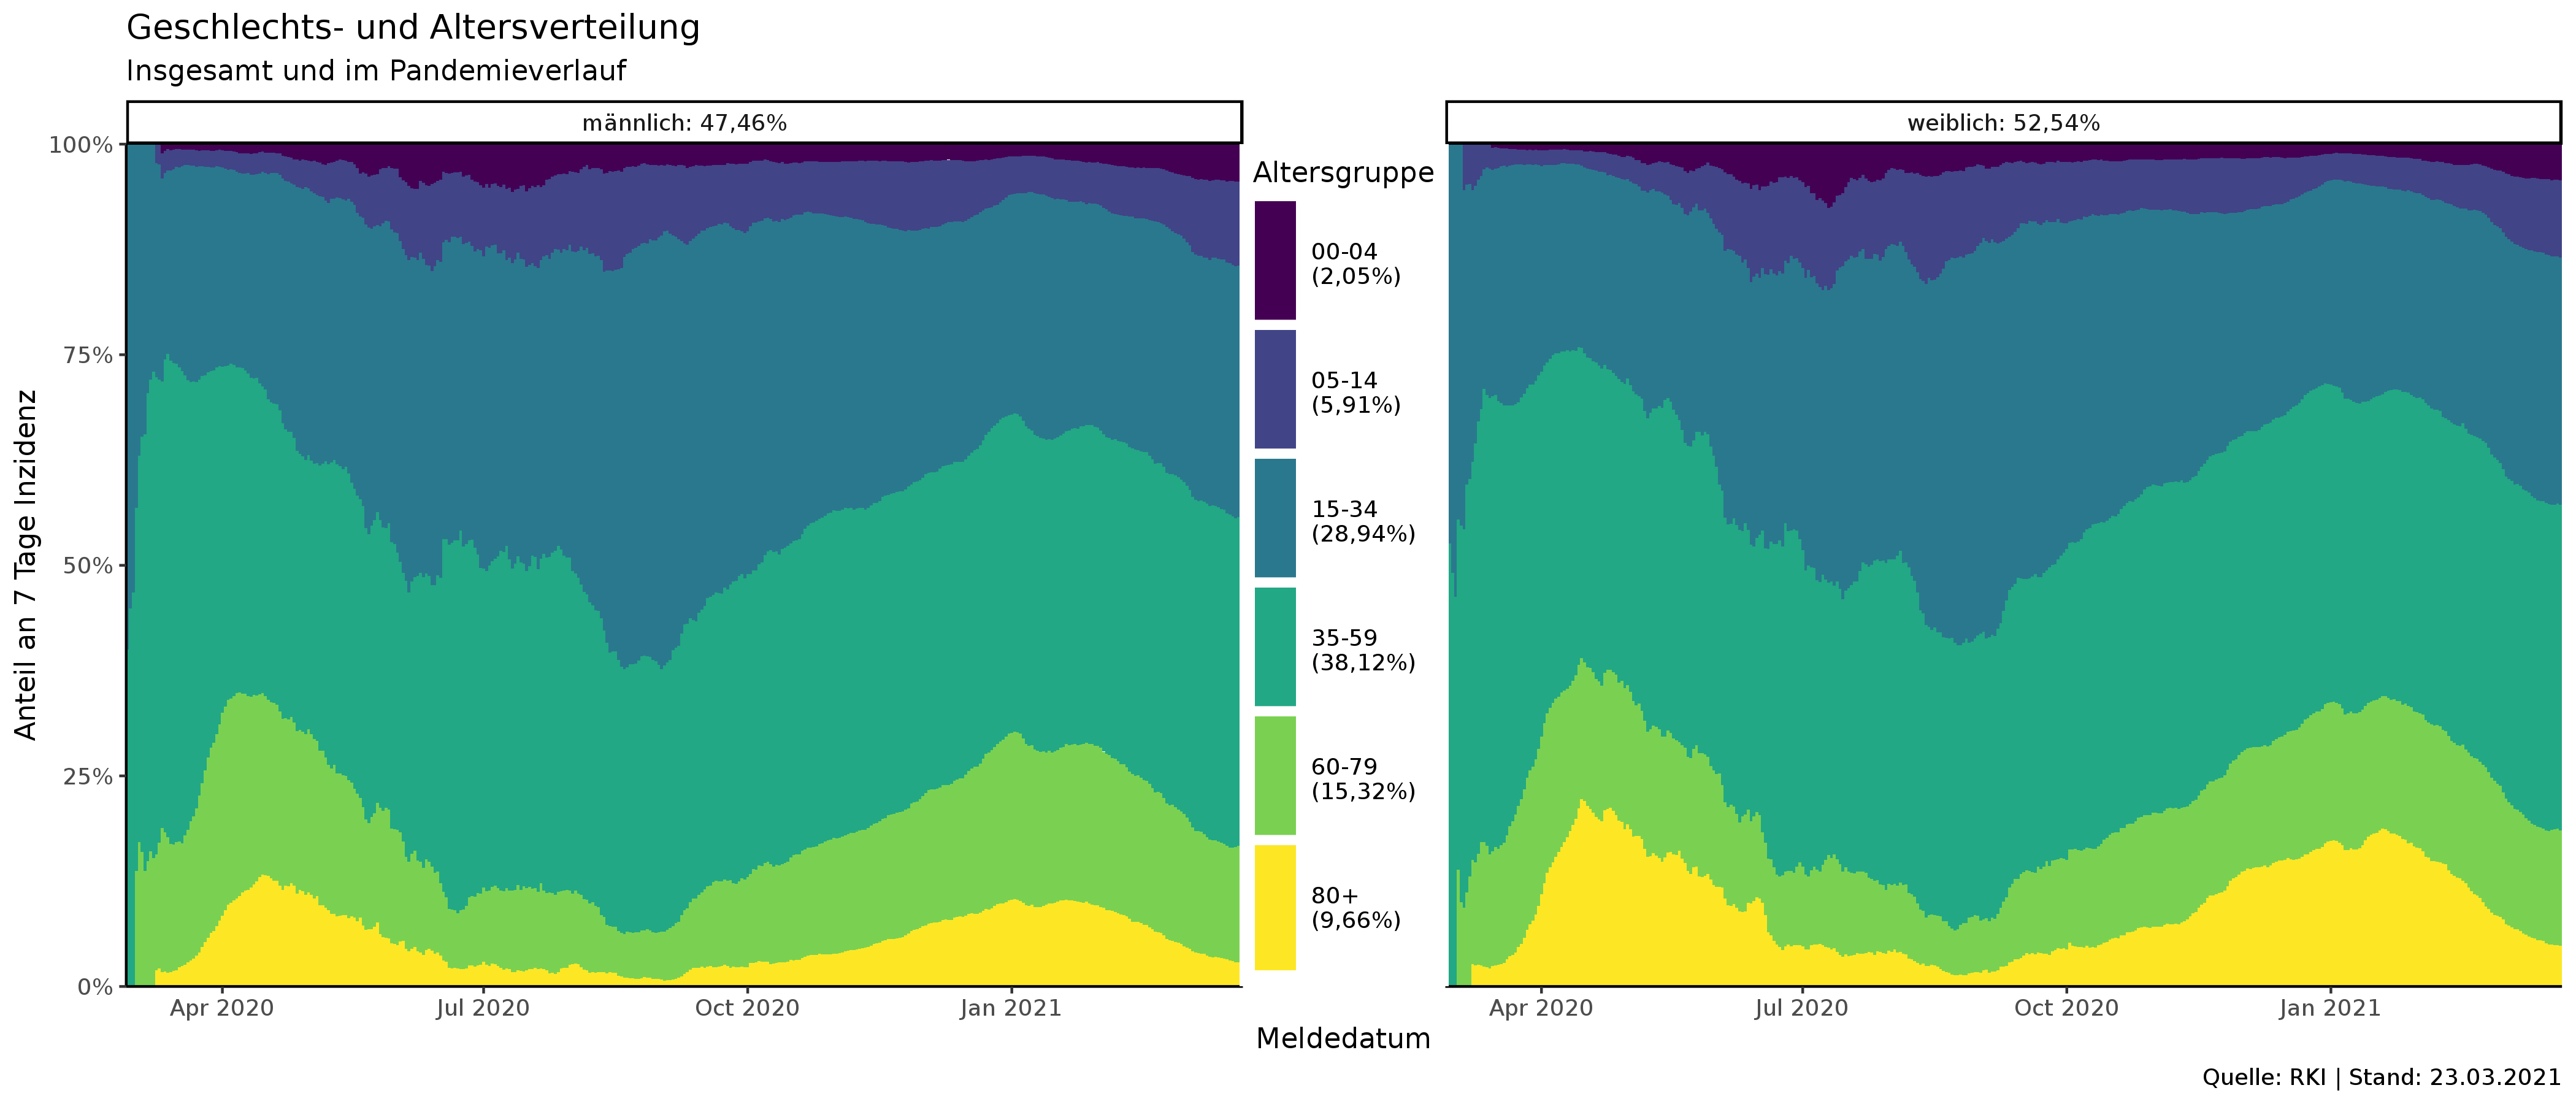 Geschlechts- und Altersverteilung
Insgesamt und im Pandemieverlauf
männlich: 47,46%
weiblich: 52,54%
Anteil an 7 Tage Inzidenz
100%
75%
50%
25%
0%
Altersgruppe
00-04
(2,05%)
05-14
(5,91%)
15-34
(28,94%)
35-59
(38,12%)
60-79
(15,32%)
80+
(9,66%)
Apr 2020
Jul 2020
Oct 2020
Jan 2021
Apr 2020
Jul 2020
Oct 2020
Jan 2021
Meldedatum
Quelle: RKI | Stand: 23.03.2021